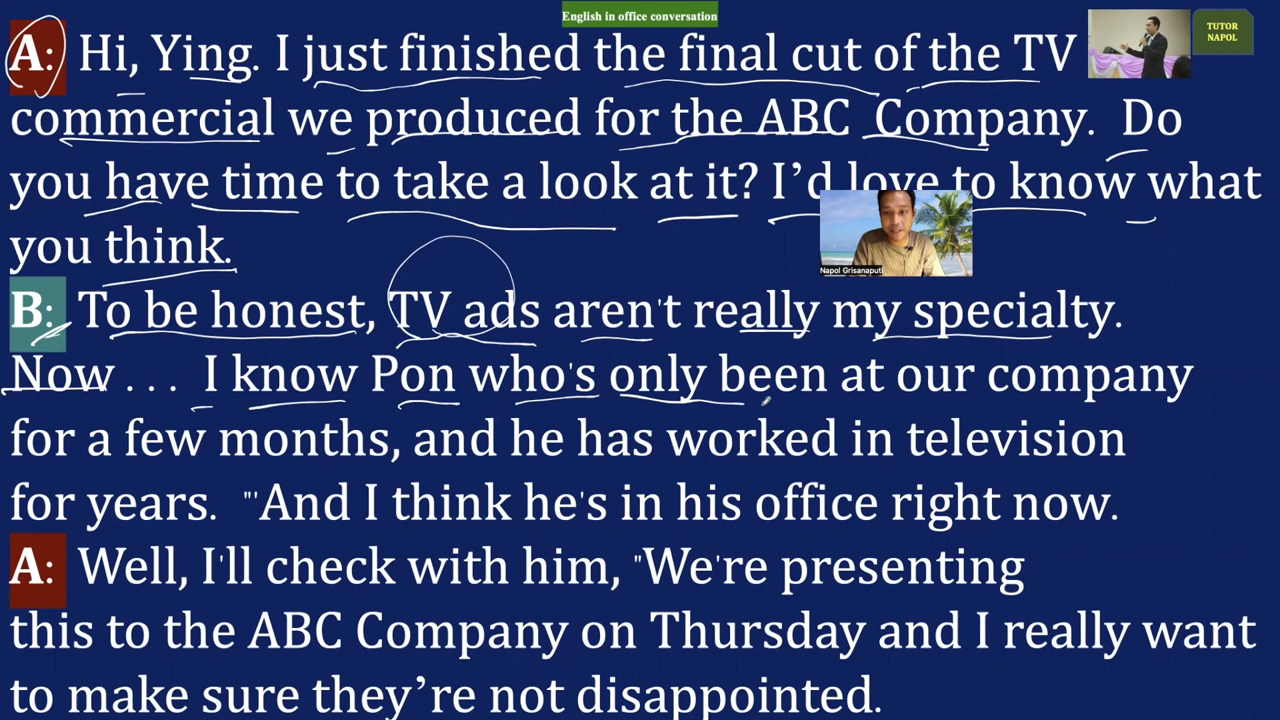 English in office conversation
TUTOR
NAPOL
A: Hi, Ying. I just finished the final cut of the TV
commercial we produced for the ABC Company. Do
you have time to take a look at it? I’d love to know what
you think.
Napol Grisanaputi
B: To be honest, TV ads aren't really my specialty.
Now . . . I know Pon who's only been at our company
for a few months, and he has worked in television
for years. "'And I think he's in his office right now.
A: Well, I'll check with him, "We're presenting
this to the ABC Company on Thursday and I really want
to make sure they’re not disappointed.